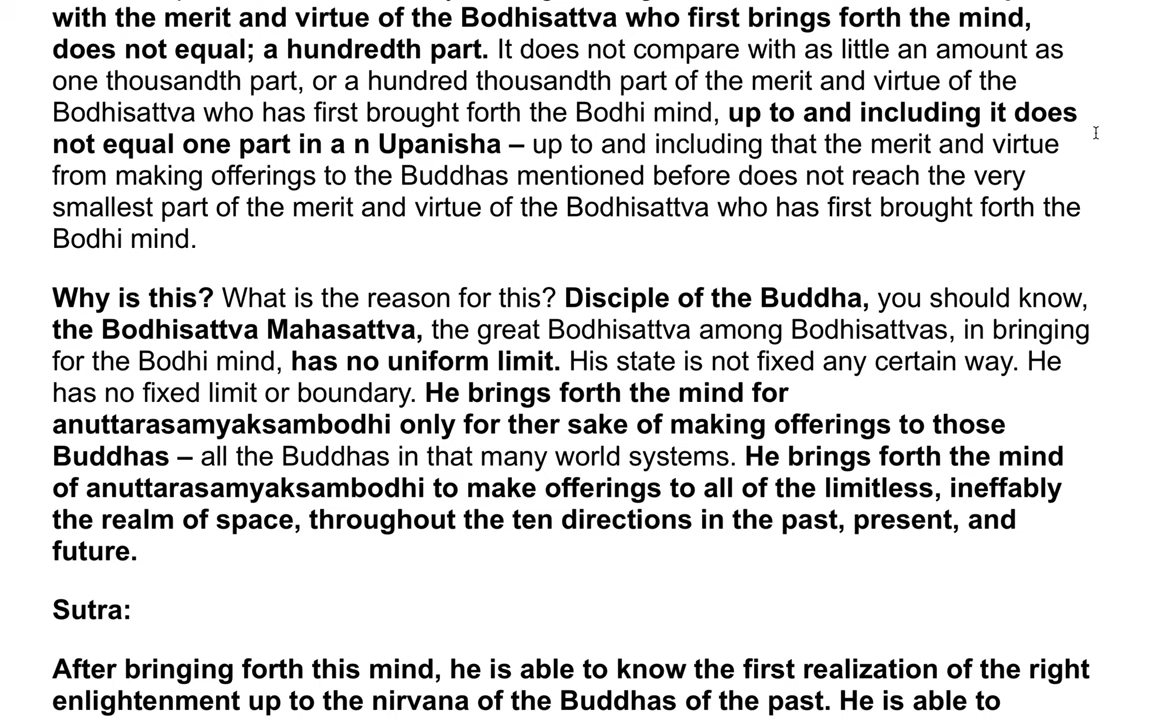 with the merit and virtue of the Bodhisattva who first brings forth the mind,
does not equal; a hundredth part. It does not compare with as little an amount as
one thousandth part, or a hundred thousandth part of the merit and virtue of the
Bodhisattva who has first brought forth the Bodhi mind, up to and including it does
not equal one part in a n Upanisha – up to and including that the merit and virtue
from making offerings to the Buddhas mentioned before does not reach the very
smallest part of the merit and virtue of the Bodhisattva who has first brought forth the
Bodhi mind.
Why is this? What is the reason for this? Disciple of the Buddha, you should know,
the Bodhisattva Mahasattva, the great Bodhisattva among Bodhisattvas, in bringing
for the Bodhi mind, has no uniform limit. His state is not fixed any certain way. He
has no fixed limit or boundary. He brings forth the mind for
anuttarasamyaksambodhi only for ther sake of making offerings to those
Buddhas – all the Buddhas in that many world systems. He brings forth the mind
of anuttarasamyaksambodhi to make offerings to all of the limitless, ineffably
the realm of space, throughout the ten directions in the past, present, and
future.
Sutra:
After bringing forth this mind, he is able to know the first realization of the right
enlightenment up to the nirvana of the Buddhas of the past. He is able to